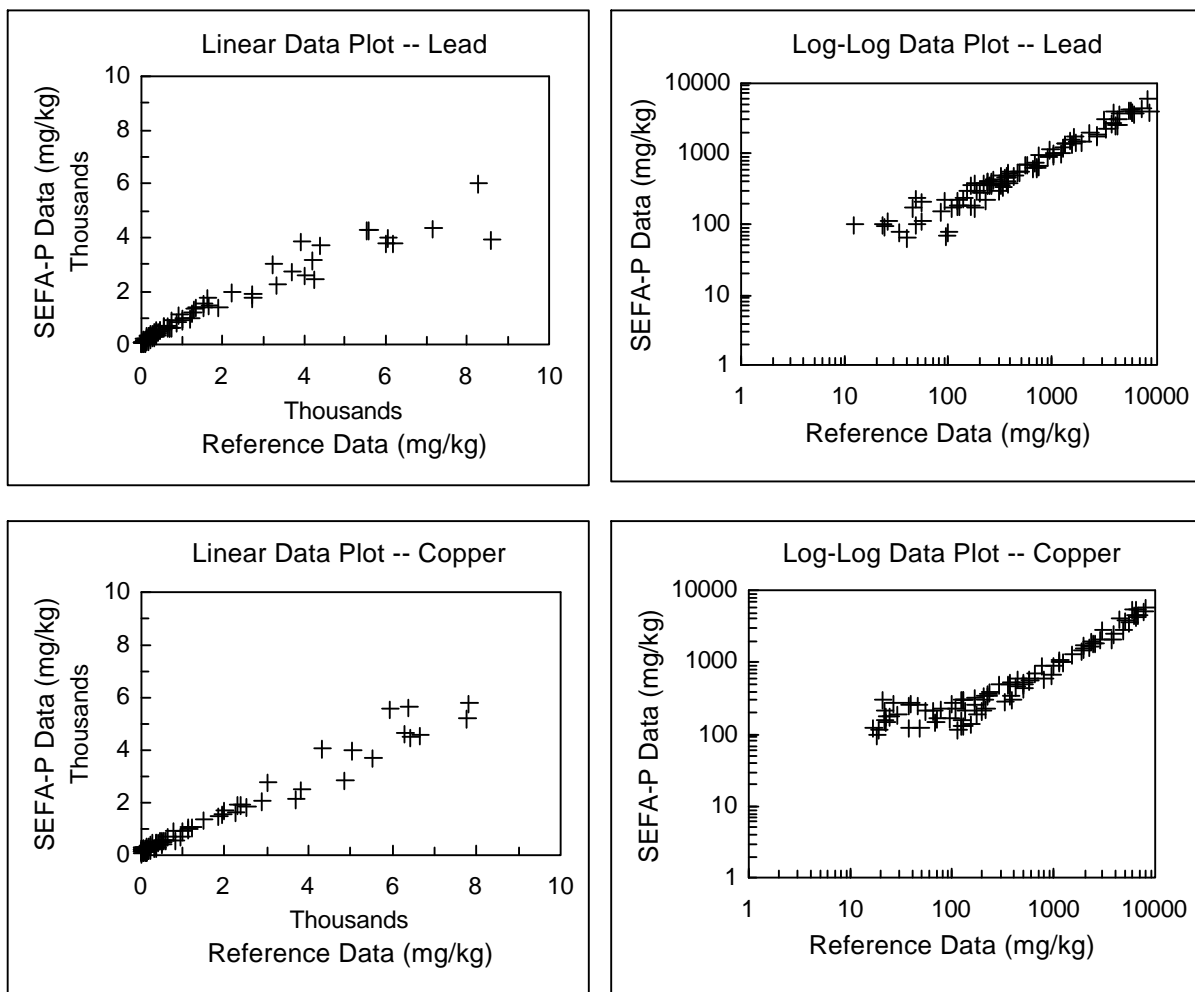 Linear Data Plot -- Lead
SEFA-P Data (mg/kg)
Thousands
10
8
6
4
2
0
0 2 4 6 8 10
Thousands
Reference Data (mg/kg)
Log-Log Data Plot -- Lead
SEFA-P Data (mg/kg)
10000
1000
100
10
1
1 10 100 1000 10000
Reference Data (mg/kg)
Linear Data Plot -- Copper
SEFA-P Data (mg/kg)
Thousands
10
8
6
4
2
0
0 2 4 6 8 10
Thousands
Reference Data (mg/kg)
Log-Log Data Plot -- Copper
SEFA-P Data (mg/kg)
10000
1000
100
10
1
1 10 100 1000 10000
Reference Data (mg/kg)